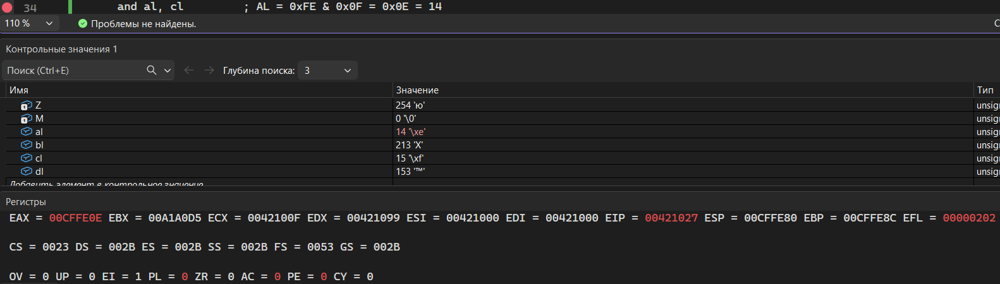 34 and al, cl ; AL = 0xFE & 0x0F = 0x0E = 14
110 % Проблемы не найдены. С
Контрольные значения 1
Поиск (Ctrl+E) Глубина поиска: 3
Имя Значение Тип
Z 254 'ю' unsig
M 0 '\0' unsig
al 14 '\xe' unsig
bl 213 'Х' unsig
cl 15 '\xf' unsig
dl 153 '™' unsig
Добавить элемент в контрольное значение
Регистры
EAX = 00CFFE0E EBX = 00A1A0D5 ECX = 0042100F EDX = 00421099 ESI = 00421000 EDI = 00421000 EIP = 00421027 ESP = 00CFFE80 EBP = 00CFFE8C EFL = 00000202
CS = 0023 DS = 002B ES = 002B SS = 002B FS = 0053 GS = 002B
OV = 0 UP = 0 EI = 1 PL = 0 ZR = 0 AC = 0 PE = 0 CY = 0